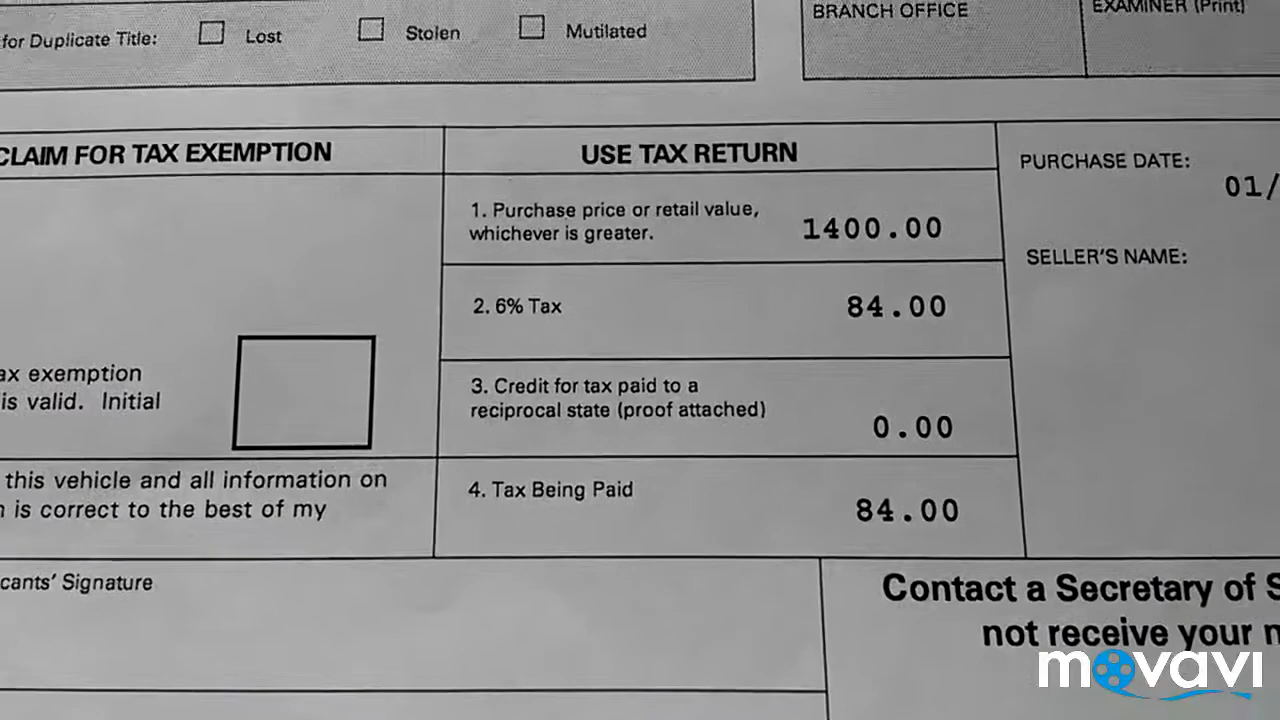 for Duplicate Title: Lost Stolen Mutilated
BRANCH OFFICE
EXAMINER (Print)
CLAIM FOR TAX EXEMPTION
USE TAX RETURN
PURCHASE DATE:
01/
1. Purchase price or retail value,
whichever is greater.
1400.00
SELLER'S NAME:
2. 6% Tax
84.00
ax exemption
is valid. Initial
3. Credit for tax paid to a
reciprocal state (proof attached)
0.00
this vehicle and all information on
is correct to the best of my
4. Tax Being Paid
84.00
cants' Signature
Contact a Secretary of S
not receive your
movavi